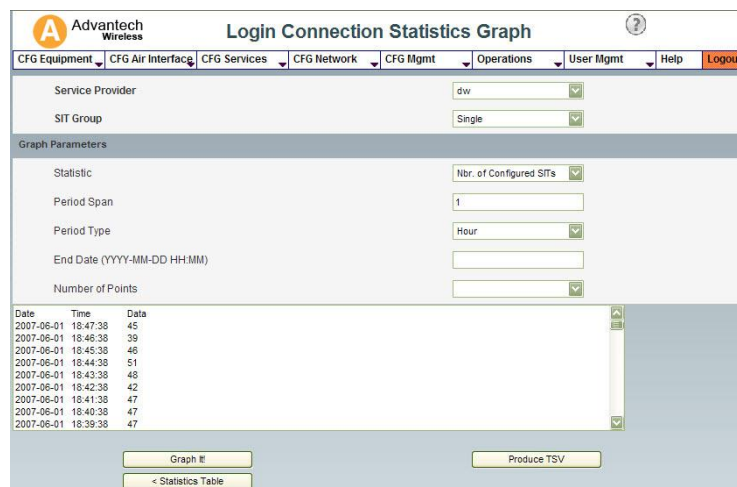 Advantech
Wireless
Login Connection Statistics Graph
?
CFG Equipment CFG Air Interface CFG Services CFG Network CFG Mgmt Operations User Mgmt Help Logou
Service Provider dw
SIT Group Single
Graph Parameters
Statistic Nbr. of Configured SITs
Period Span 1
Period Type Hour
End Date (YYYY-MM-DD HH:MM)
Number of Points
Date Time Data
2007-06-01 18:47:38 45
2007-06-01 18:46:38 39
2007-06-01 18:45:38 46
2007-06-01 18:44:38 51
2007-06-01 18:43:38 48
2007-06-01 18:42:38 42
2007-06-01 18:41:38 47
2007-06-01 18:40:38 47
2007-06-01 18:39:38 47
Graph It! Produce TSV
< Statistics Table